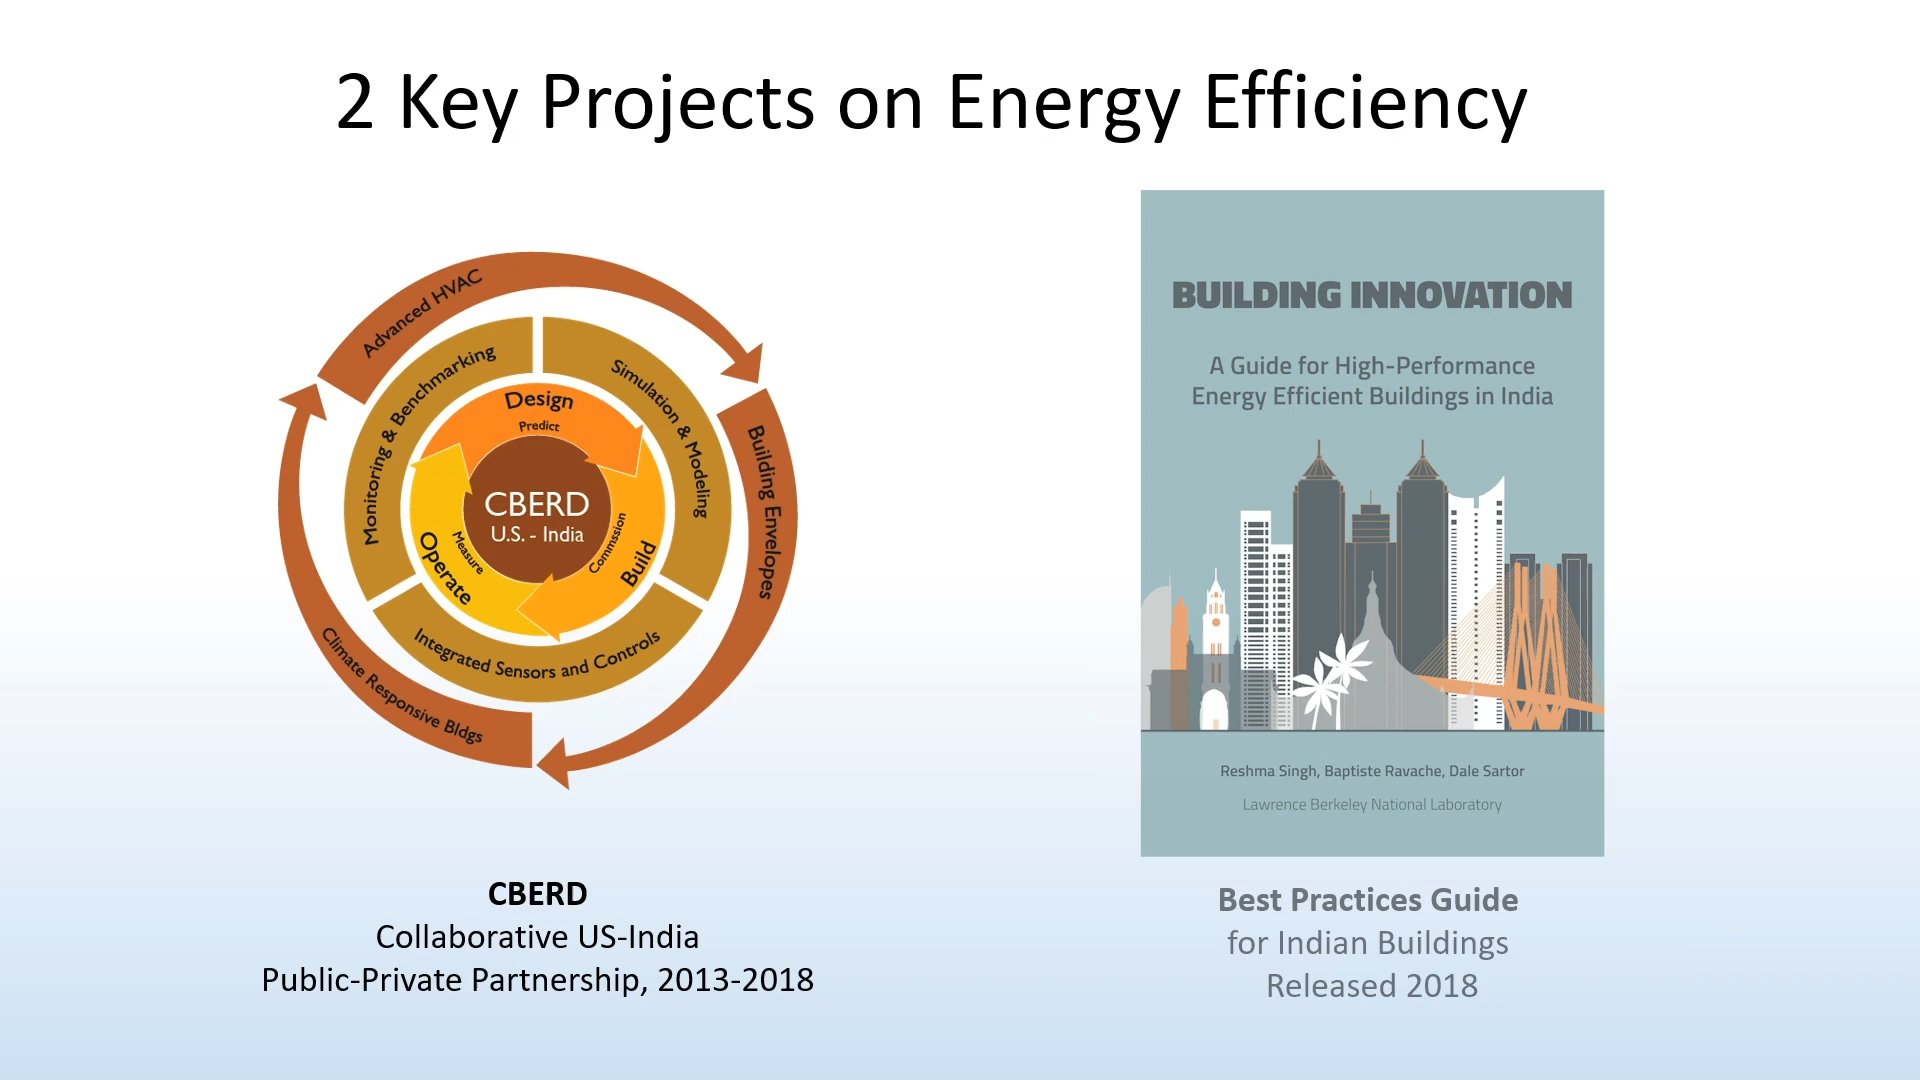 2 Key Projects on Energy Efficiency
Advanced HVAC
Building Envelopes
Climate Responsive Bldgs
Monitoring & Benchmarking
Simulation & Modeling
Integrated Sensors and Controls
Design
Predict
Build
Commssion
Operate
Measure
CBERD
U.S. - India
CBERD
Collaborative US-India
Public-Private Partnership, 2013-2018
BUILDING INNOVATION
A Guide for High-Performance
Energy Efficient Buildings in India
Reshma Singh, Baptiste Ravache, Dale Sartor
Lawrence Berkeley National Laboratory
Best Practices Guide
for Indian Buildings
Released 2018